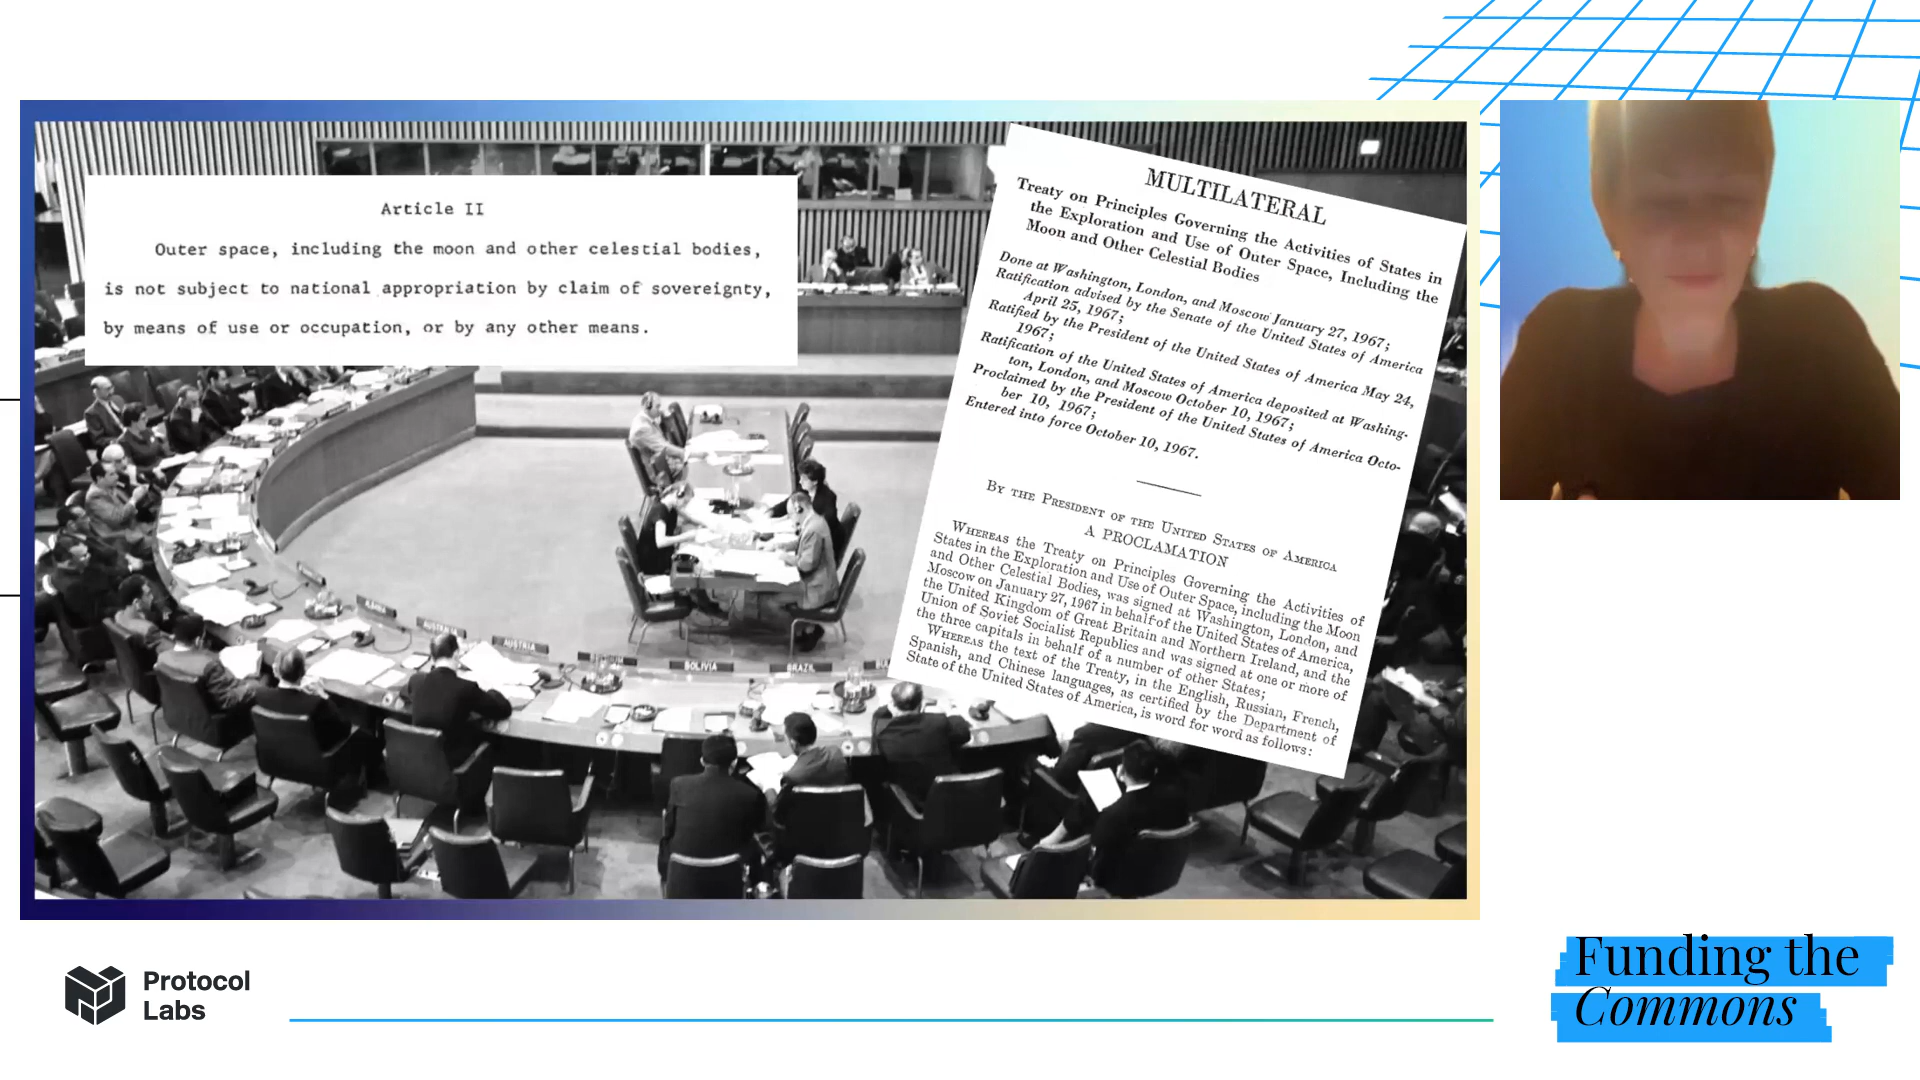 Article II
Outer space, including the moon and other celestial bodies,
is not subject to national appropriation by claim of sovereignty,
by means of use or occupation, or by any other means.
MULTILATERAL
Treaty on Principles Governing the Activities of States in
the Exploration and Use of Outer Space, Including the
Moon and Other Celestial Bodies
Done at Washington, London, and Moscow January 27, 1967;
Ratification advised by the Senate of the United States of America
April 25, 1967;
Ratified by the President of the United States of America May 24,
1967;
Ratification of the United States of America deposited at Washing-
ton, London, and Moscow October 10, 1967;
Proclaimed by the President of the United States of America Octo-
ber 10, 1967;
Entered into force October 10, 1967.
BY THE PRESIDENT OF THE UNITED STATES OF AMERICA
A PROCLAMATION
WHEREAS the Treaty on Principles Governing the Activities of
States in the Exploration and Use of Outer Space, including the Moon
and Other Celestial Bodies, was signed at Washington, London, and
Moscow on January 27, 1967 in behalf of the United States of America,
the United Kingdom of Great Britain and Northern Ireland, and the
Union of Soviet Socialist Republics and was signed at one or more of
the three capitals in behalf of a number of other States;
WHEREAS the text of the Treaty, in the English, Russian, French,
Spanish, and Chinese languages, as certified by the Department of
State of the United States of America, is word for word as follows:
ALBANIA
AUSTRALIA
AUSTRIA
BOLIVIA
BRAZIL
Protocol
Labs
Funding the
Commons